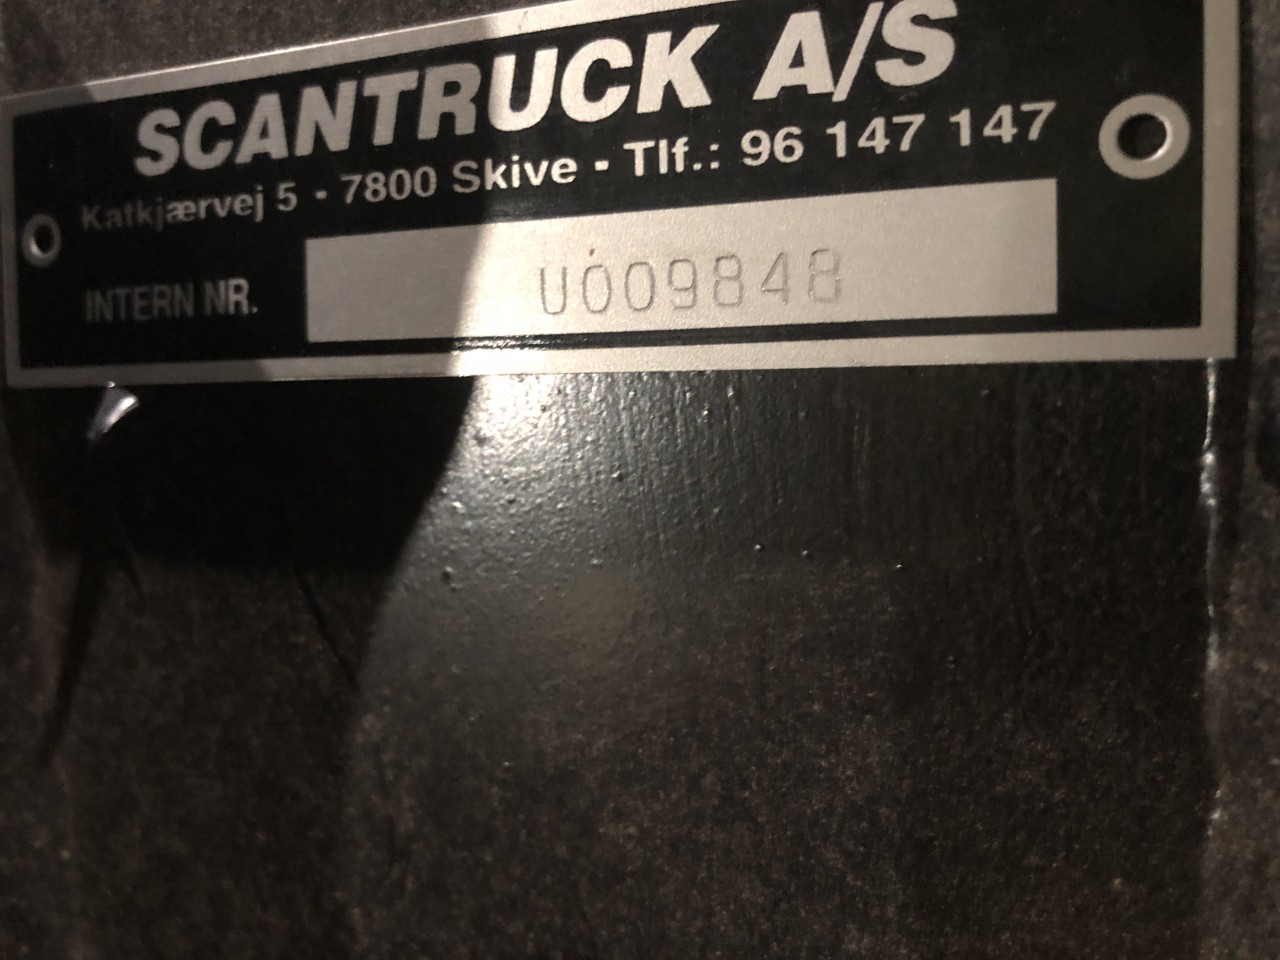 SCANTRUCK A/S
Katkjærvej 5 - 7800 Skive - Tlf.: 96 147 147
INTERN NR. U009848